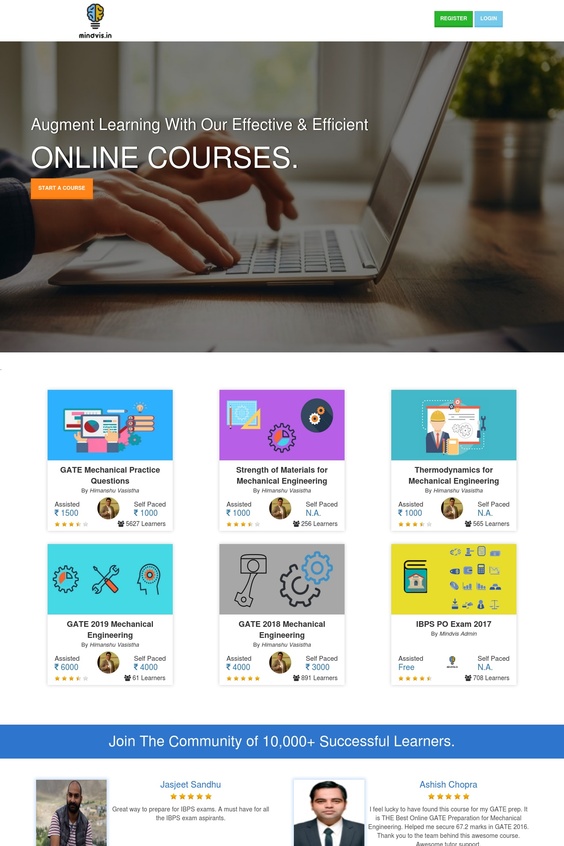 mindvis.in
REGISTER
LOGIN
Augment Learning With Our Effective & Efficient
ONLINE COURSES.
START A COURSE
GATE Mechanical Practice
Questions
By Himanshu Vasistha
Assisted
Self Paced
₹ 1500
₹ 1000
5627 Learners
Strength of Materials for
Mechanical Engineering
By Himanshu Vasistha
Assisted
Self Paced
₹ 1000
N.A.
256 Learners
Thermodynamics for
Mechanical Engineering
By Himanshu Vasistha
Assisted
Self Paced
₹ 1000
N.A.
565 Learners
GATE 2019 Mechanical
Engineering
By Himanshu Vasistha
Assisted
Self Paced
₹ 6000
₹ 4000
61 Learners
GATE 2018 Mechanical
Engineering
By Himanshu Vasistha
Assisted
Self Paced
₹ 4000
₹ 3000
891 Learners
IBPS PO Exam 2017
By Mindvis Admin
Assisted
Self Paced
Free
N.A.
708 Learners
Join The Community of 10,000+ Successful Learners.
Jasjeet Sandhu
Great way to prepare for IBPS exams. A must have for all
the IBPS exam aspirants.
Ashish Chopra
I feel lucky to have found this course for my GATE prep. It
is THE Best Online GATE Preparation for Mechanical
Engineering. Helped me secure 67.2 marks in GATE 2016.
Thank you to the team behind this awesome course.
Awesome tutor support